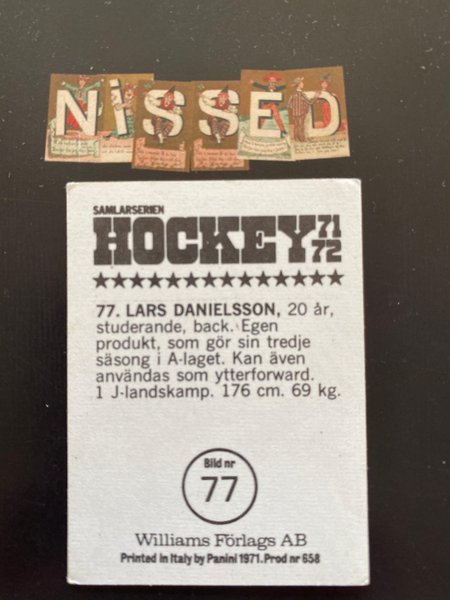 NiSSED
SAMLARSERIEN
HOCKEY 71
72
77. LARS DANIELSSON, 20 år,
studerande, back. Egen
produkt, som gör sin tredje
säsong i A-laget. Kan även
användas som ytterforward.
1 J-landskamp. 176 cm. 69 kg.
Bild nr
77
Williams Förlags AB
Printed in Italy by Panini 1971. Prod nr 658